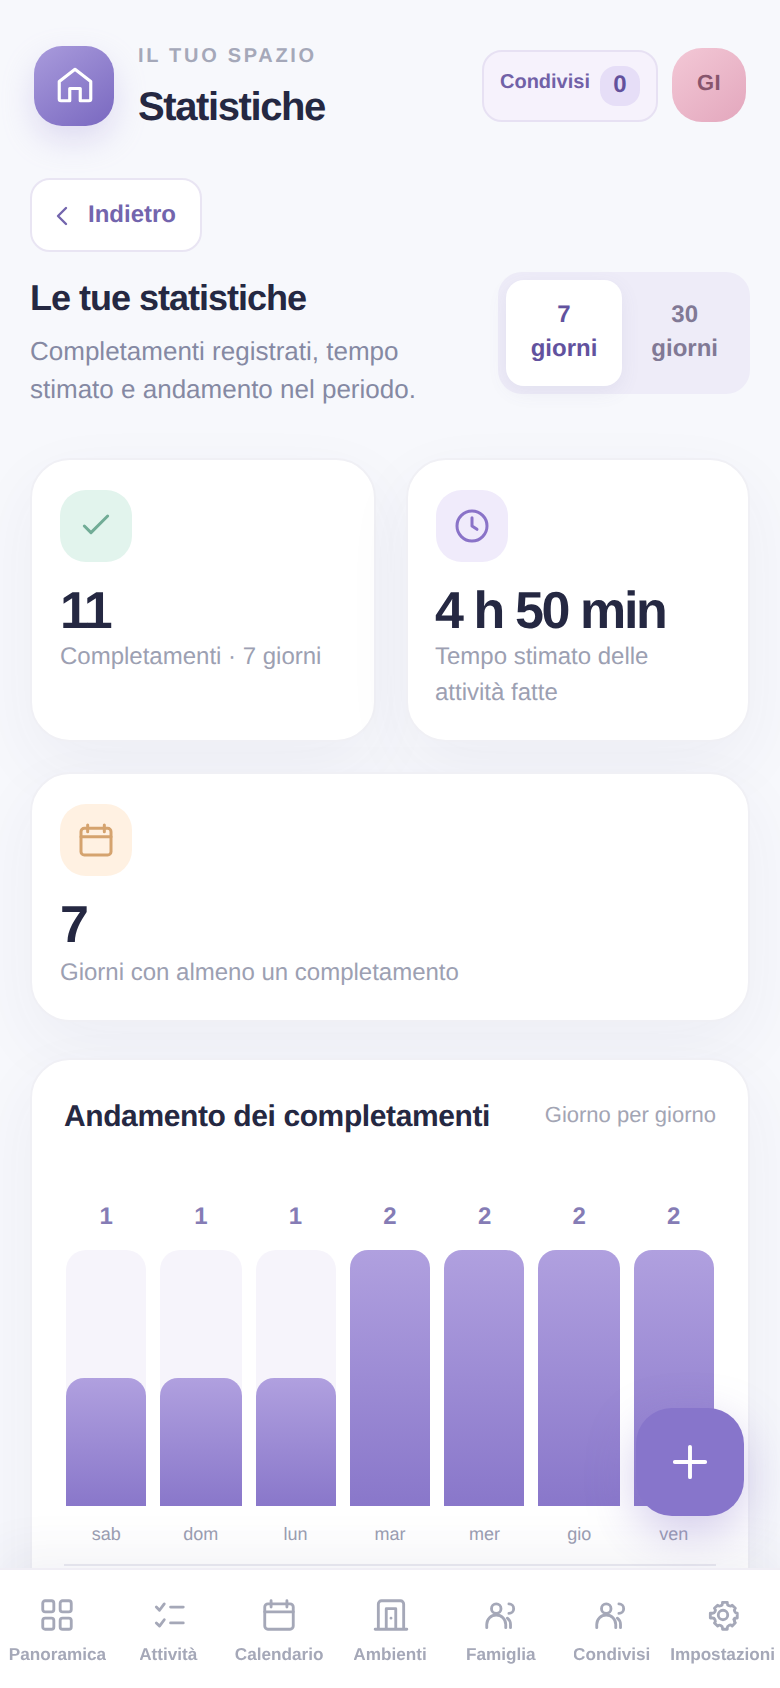 IL TUO SPAZIO
Statistiche
Condivisi 0
GI
Indietro
Le tue statistiche
Completamenti registrati, tempo
stimato e andamento nel periodo.
7
giorni
30
giorni
11
Completamenti · 7 giorni
4 h 50 min
Tempo stimato delle
attività fatte
7
Giorni con almeno un completamento
Andamento dei completamenti
Giorno per giorno
1 1 1 2 2 2 2
sab dom lun mar mer gio ven
Panoramica Attività Calendario Ambienti Famiglia Condivisi Impostazioni